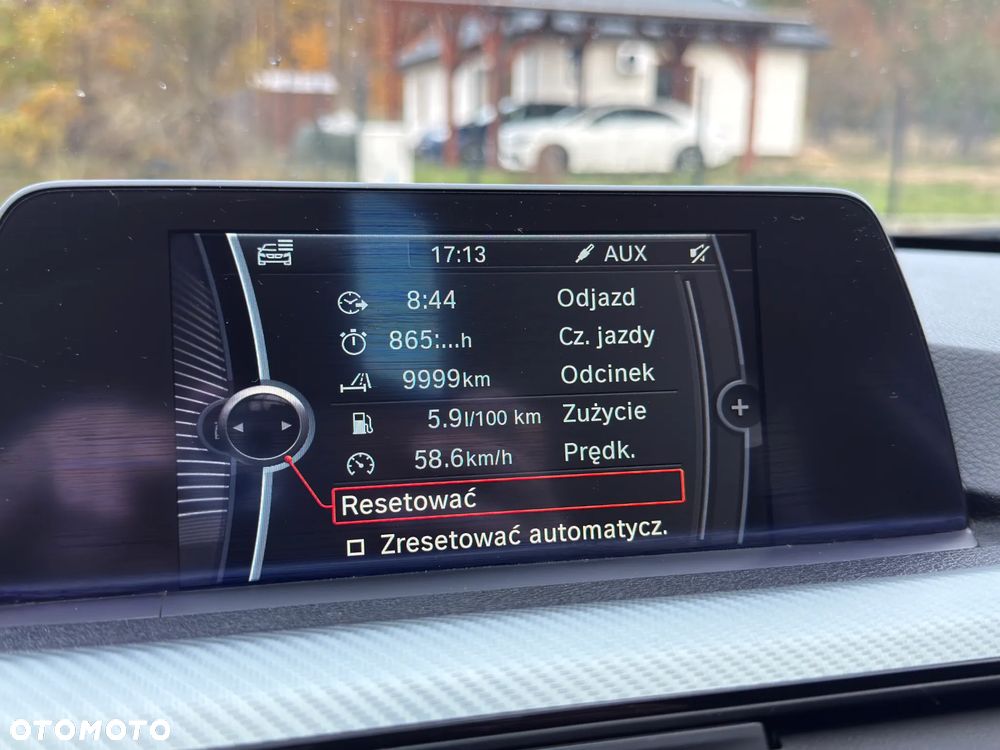 17:13 AUX
8:44 Odjazd
865:...h Cz. jazdy
9999km Odcinek
5.9l/100 km Zużycie
58.6km/h Prędk.
Resetować
Zresetować automatycz.
OTOMOTO